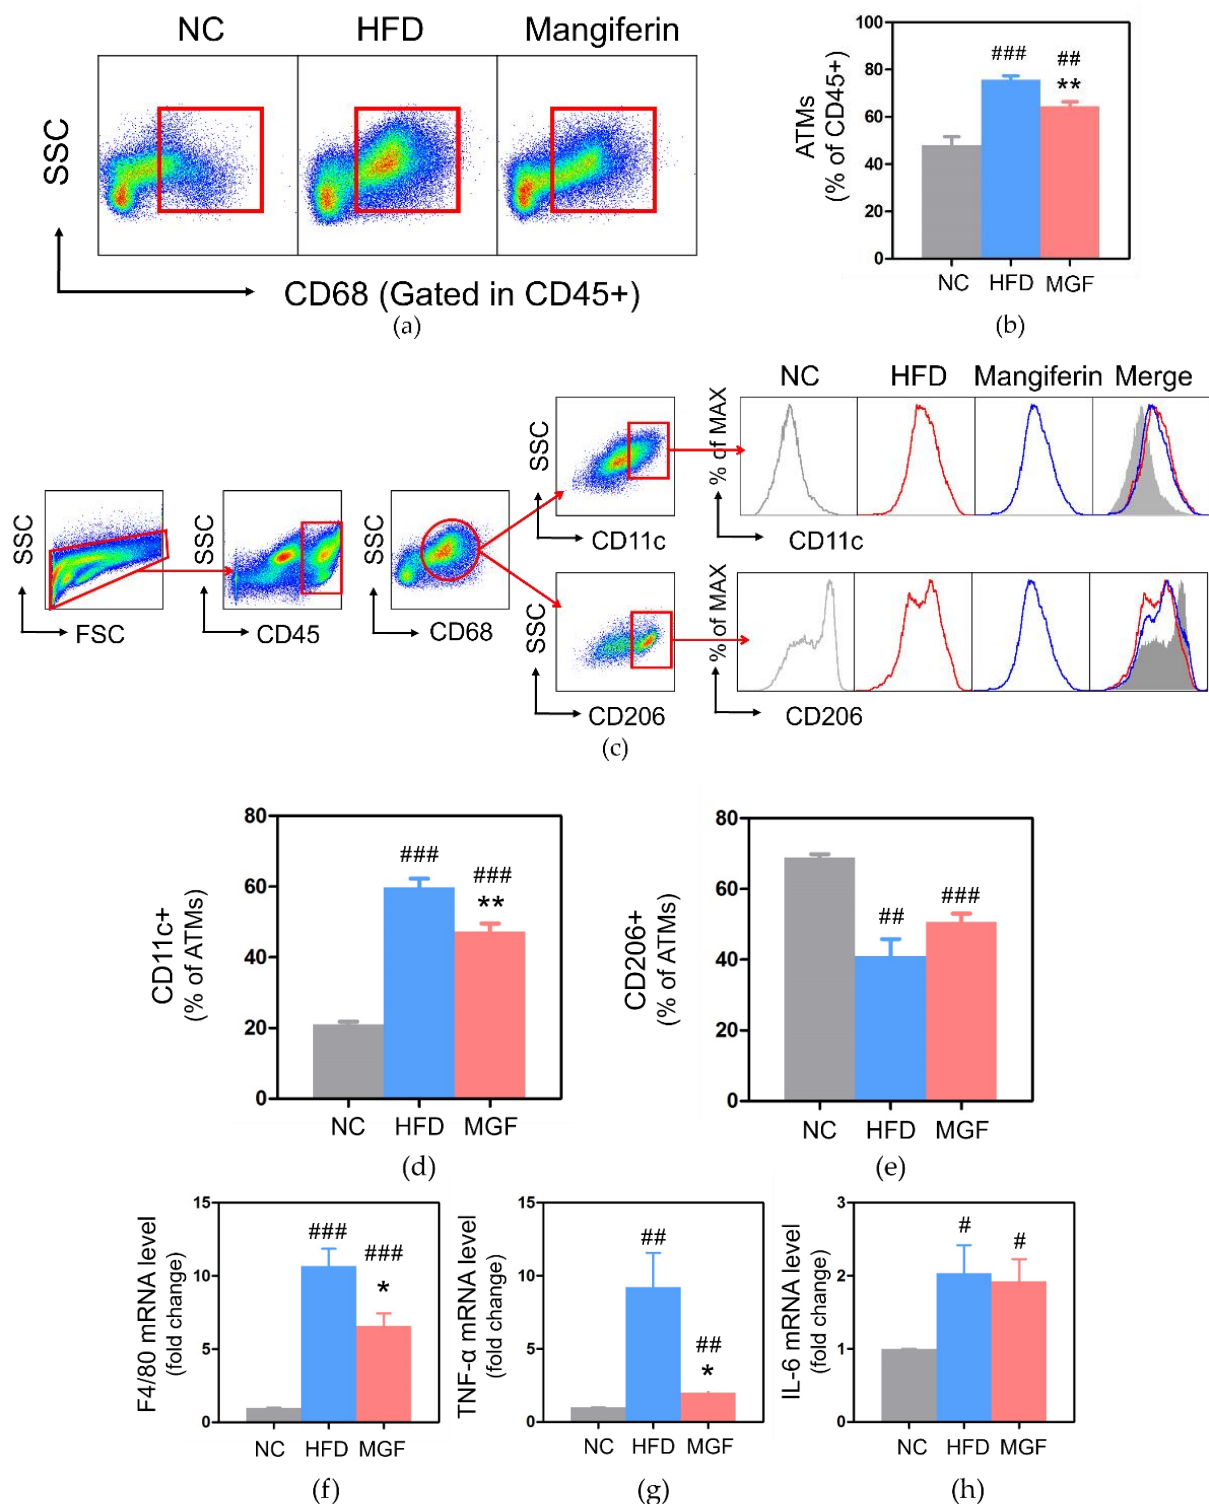 NC HFD Mangiferin
SSC
CD68 (Gated in CD45+)
(a)
ATMs
(% of CD45+)
100
80
60
40
20
0
###
##
**
NC HFD MGF
(b)
SSC
FSC
SSC
CD45
SSC
CD68
SSC
CD11c
SSC
CD206
NC HFD Mangiferin Merge
% of MAX
CD11c
% of MAX
CD206
(c)
CD11c+
(% of ATMs)
80
60
40
20
0
###
###
**
NC HFD MGF
(d)
CD206+
(% of ATMs)
80
60
40
20
0
##
###
NC HFD MGF
(e)
F4/80 mRNA level
(fold change)
15
10
5
0
###
###
*
NC HFD MGF
(f)
TNF-α mRNA level
(fold change)
15
10
5
0
##
##
*
NC HFD MGF
(g)
IL-6 mRNA level
(fold change)
3
2
1
0
#
#
NC HFD MGF
(h)